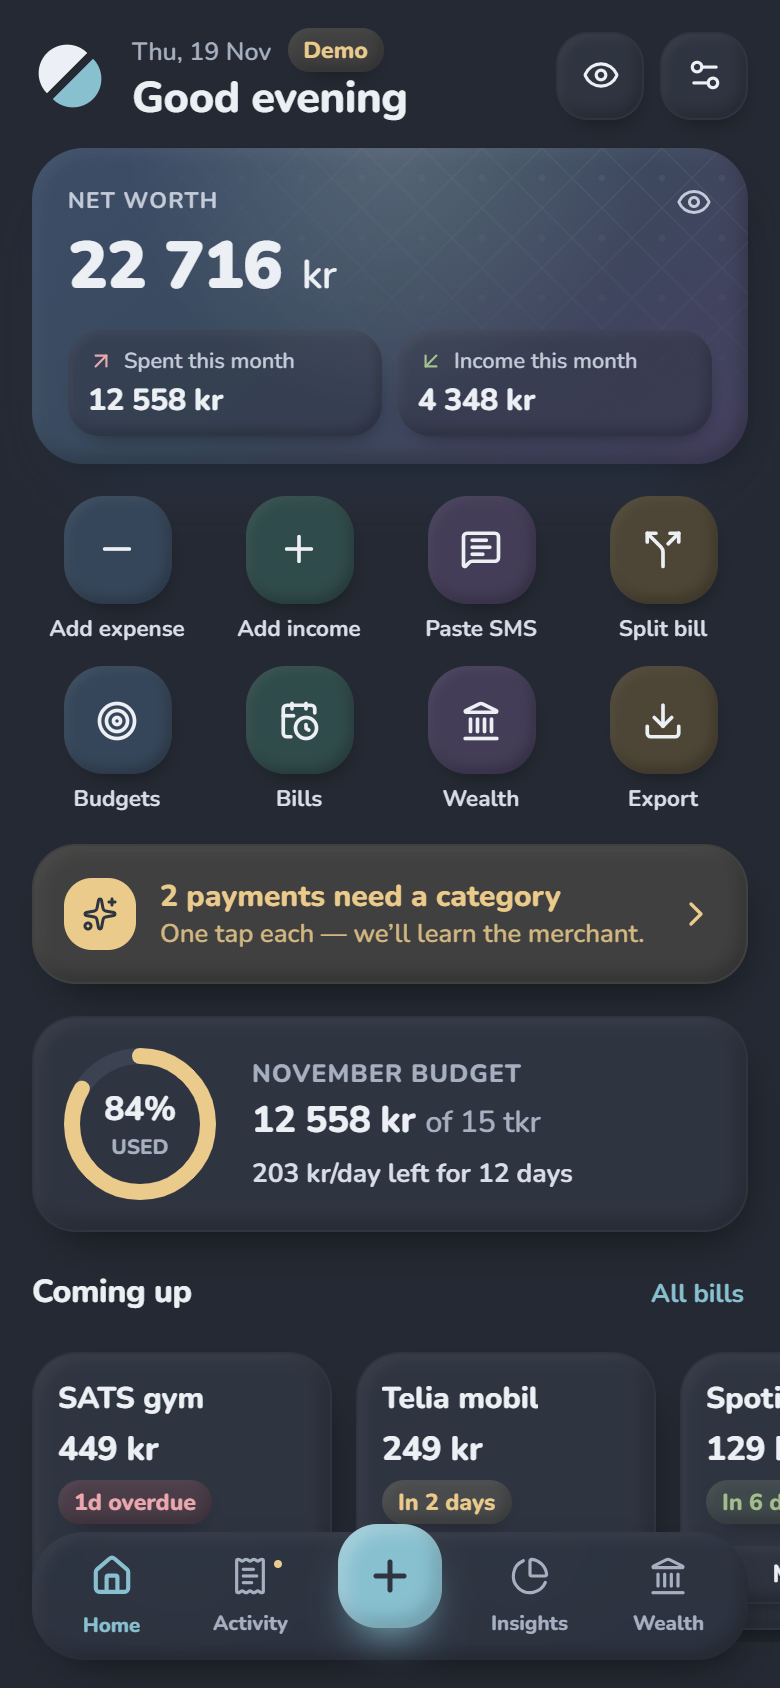 Thu, 19 Nov
Demo
Good evening
NET WORTH
22 716 kr
Spent this month
12 558 kr
Income this month
4 348 kr
Add expense
Add income
Paste SMS
Split bill
Budgets
Bills
Wealth
Export
2 payments need a category
One tap each — we’ll learn the merchant.
84%
USED
NOVEMBER BUDGET
12 558 kr of 15 tkr
203 kr/day left for 12 days
Coming up
All bills
SATS gym
449 kr
1d overdue
Telia mobil
249 kr
In 2 days
Spoti
129
In 6 d
Home
Activity
Insights
Wealth